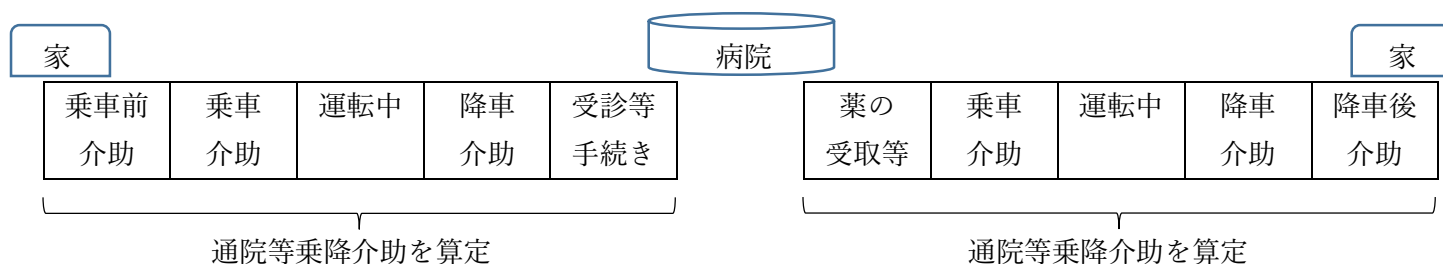 家
病院
家
乗車前介助
乗車介助
運転中
降車介助
受診等手続き
薬の受取等
乗車介助
運転中
降車介助
降車後介助
通院等乗降介助を算定
通院等乗降介助を算定